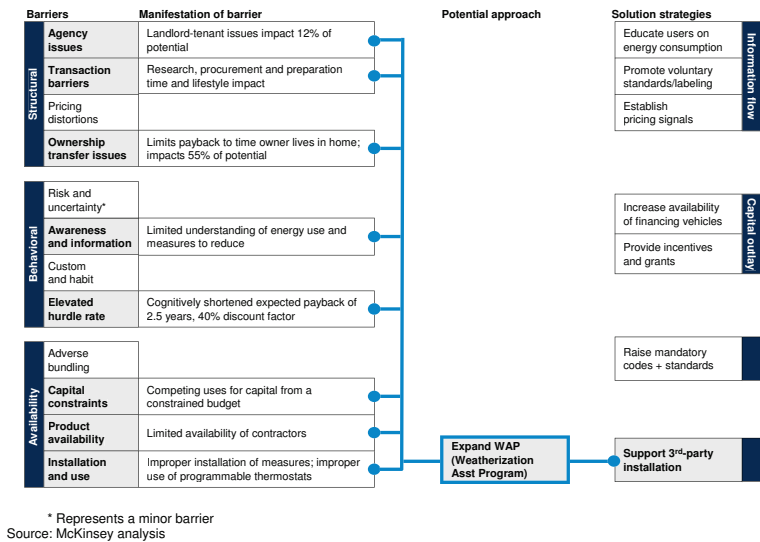 Barriers
Manifestation of barrier
Potential approach
Solution strategies
Structural
Agency
issues
Landlord-tenant issues impact 12% of
potential
Transaction
barriers
Research, procurement and preparation
time and lifestyle impact
Pricing
distortions
Ownership
transfer issues
Limits payback to time owner lives in home;
impacts 55% of potential
Behavioral
Risk and
uncertainty*
Awareness
and information
Limited understanding of energy use and
measures to reduce
Custom
and habit
Elevated
hurdle rate
Cognitively shortened expected payback of
2.5 years, 40% discount factor
Availability
Adverse
bundling
Capital
constraints
Competing uses for capital from a
constrained budget
Product
availability
Limited availability of contractors
Installation
and use
Improper installation of measures; improper
use of programmable thermostats
Expand WAP
(Weatherization
Asst Program)
Educate users on
energy consumption
Promote voluntary
standards/labeling
Establish
pricing signals
Information flow
Increase availability
of financing vehicles
Provide incentives
and grants
Capital outlay
Raise mandatory
codes + standards
Support 3rd-party
installation
* Represents a minor barrier
Source: McKinsey analysis